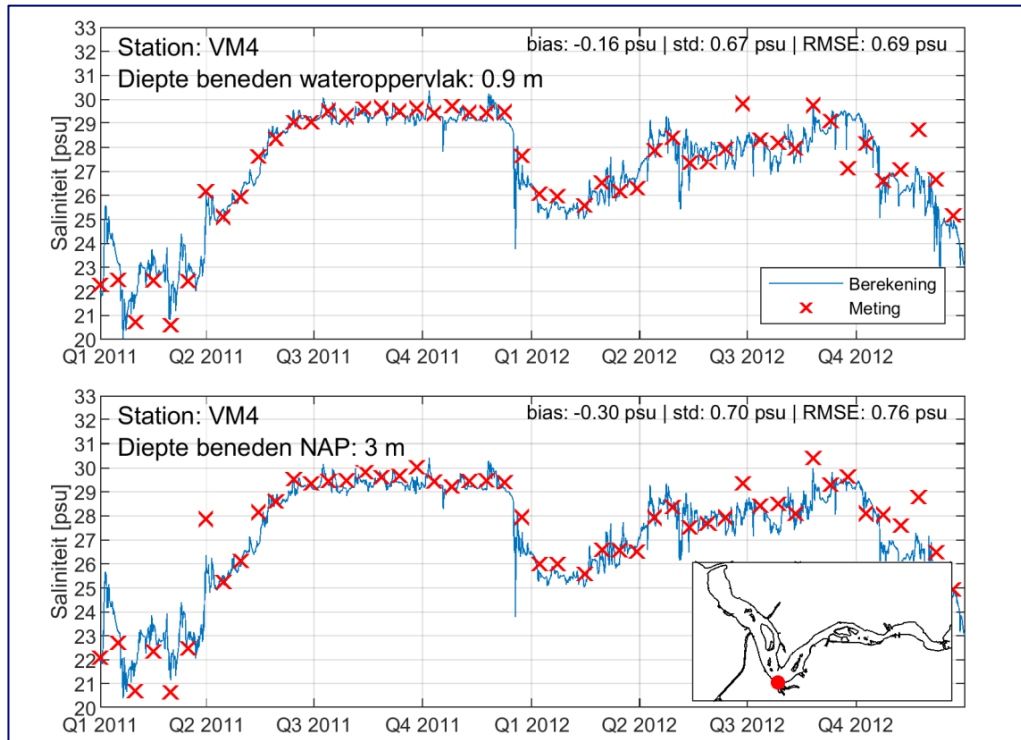 Station: VM4
bias: -0.16 psu | std: 0.67 psu | RMSE: 0.69 psu
Diepte beneden wateroppervlak: 0.9 m
Saliniteit [psu]
33
32
31
30
29
28
27
26
25
24
23
22
21
20
Berekening
Meting
Q1 2011
Q2 2011
Q3 2011
Q4 2011
Q1 2012
Q2 2012
Q3 2012
Q4 2012
Station: VM4
bias: -0.30 psu | std: 0.70 psu | RMSE: 0.76 psu
Diepte beneden NAP: 3 m
Saliniteit [psu]
33
32
31
30
29
28
27
26
25
24
23
22
21
20
Q1 2011
Q2 2011
Q3 2011
Q4 2011
Q1 2012
Q2 2012
Q3 2012
Q4 2012